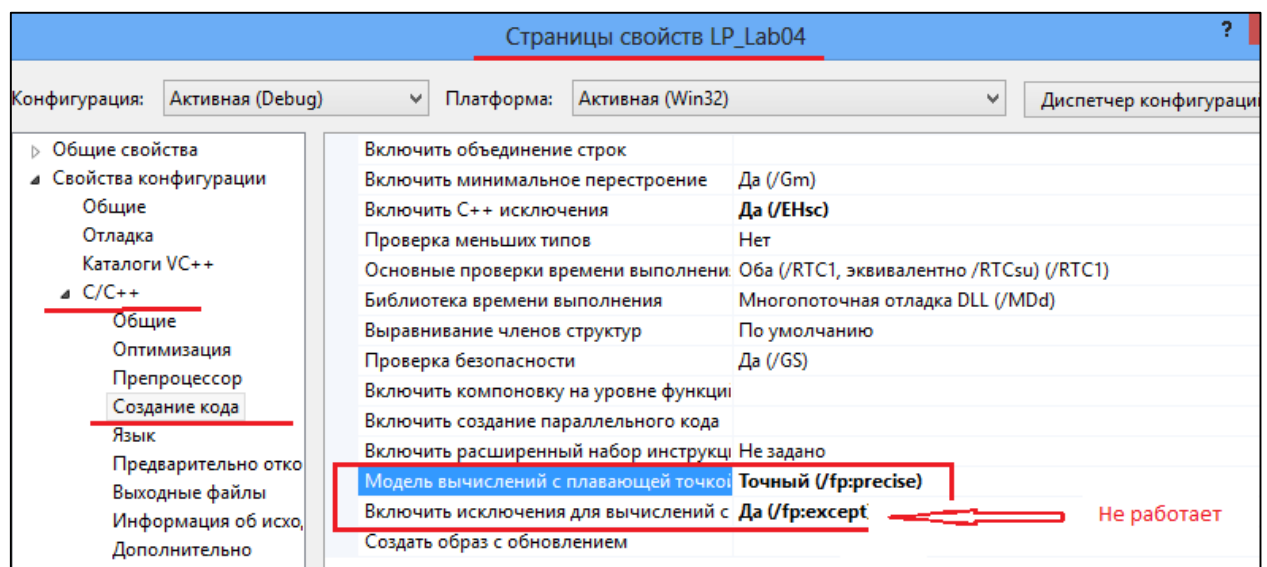 Страницы свойств LP_Lab04 ?
Конфигурация: Активная (Debug) Платформа: Активная (Win32) Диспетчер конфигураци
Общие свойства
Свойства конфигурации
Общие
Отладка
Каталоги VC++
C/C++
Общие
Оптимизация
Препроцессор
Создание кода
Язык
Предварительно отко
Выходные файлы
Информация об исхо,
Дополнительно
Включить объединение строк
Включить минимальное перестроение Да (/Gm)
Включить C++ исключения Да (/EHsc)
Проверка меньших типов Нет
Основные проверки времени выполнени Оба (/RTC1, эквивалентно /RTCsu) (/RTC1)
Библиотека времени выполнения Многопоточная отладка DLL (/MDd)
Выравнивание членов структур По умолчанию
Проверка безопасности Да (/GS)
Включить компоновку на уровне функци
Включить создание параллельного кода
Включить расширенный набор инструкц Не задано
Модель вычислений с плавающей точкой Точный (/fp:precise)
Включить исключения для вычислений с Да (/fp:except) Не работает
Создать образ с обновлением